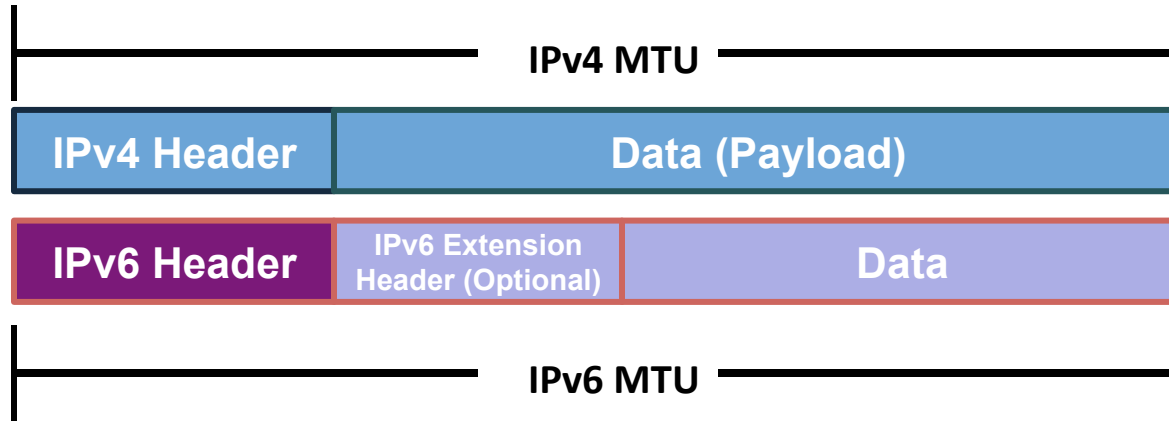 IPv4 MTU
IPv4 Header
Data (Payload)
IPv6 Header
IPv6 Extension
Header (Optional)
Data
IPv6 MTU